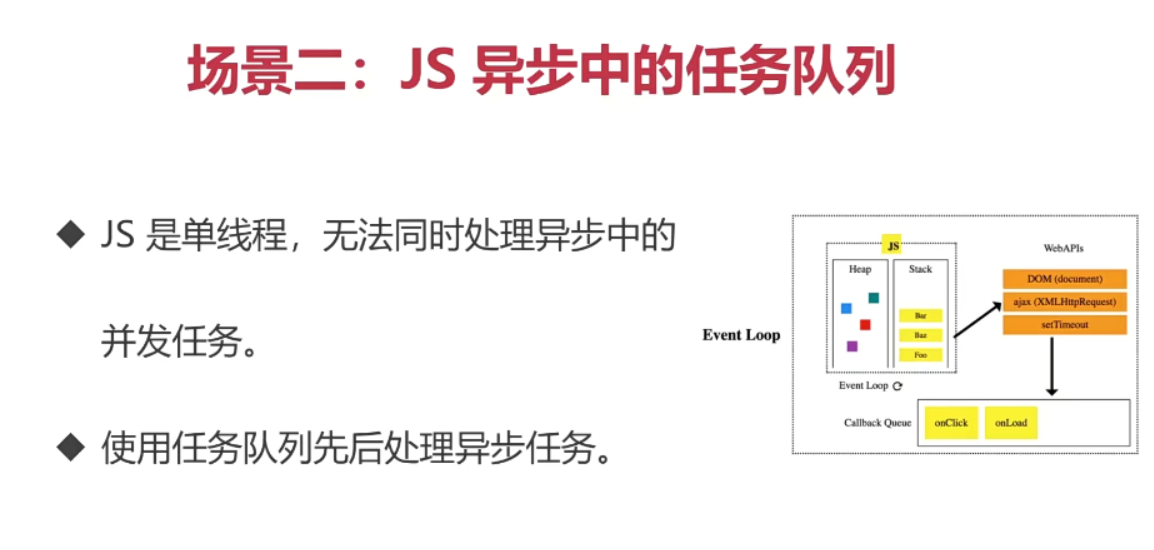 场景二：JS 异步中的任务队列
◆ JS 是单线程，无法同时处理异步中的
并发任务。
◆ 使用任务队列先后处理异步任务。
Event Loop
JS
Heap
Stack
Bar
Baz
Foo
Event Loop
WebAPIs
DOM (document)
ajax (XMLHttpRequest)
setTimeout
Callback Queue
onClick
onLoad